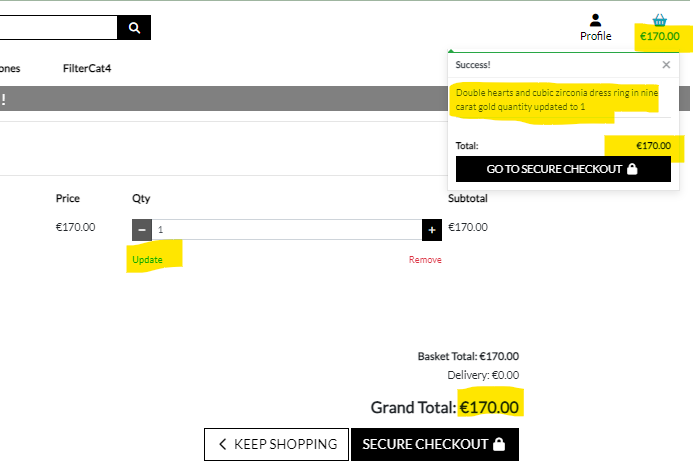 Profile
€170.00
ones
FilterCat4
!
Success!
×
Double hearts and cubic zirconia dress ring in nine
carat gold quantity updated to 1
Total:
€170.00
GO TO SECURE CHECKOUT
Price
Qty
Subtotal
€170.00
−
1
+
€170.00
Update
Remove
Basket Total: €170.00
Delivery: €0.00
Grand Total: €170.00
KEEP SHOPPING
SECURE CHECKOUT